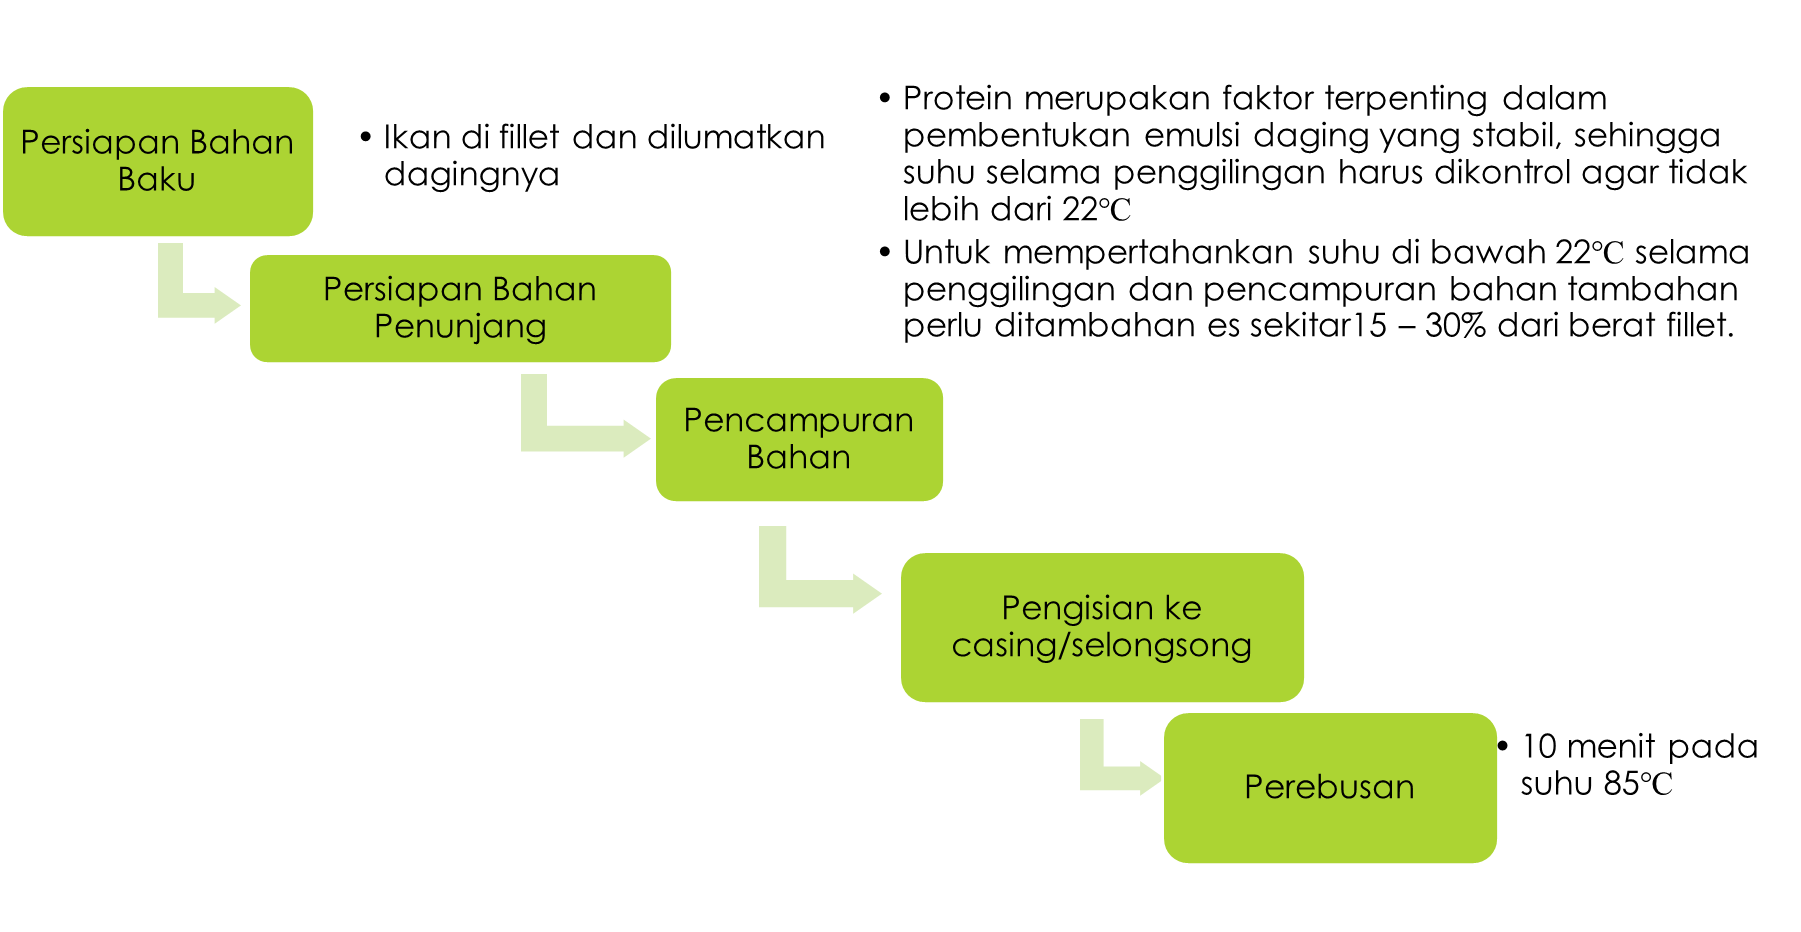 Persiapan Bahan
Baku
• Ikan di fillet dan dilumatkan
dagingnya
• Protein merupakan faktor terpenting dalam
pembentukan emulsi daging yang stabil, sehingga
suhu selama penggilingan harus dikontrol agar tidak
lebih dari 22°C
• Untuk mempertahankan suhu di bawah 22°C selama
penggilingan dan pencampuran bahan tambahan
perlu ditambahan es sekitar15 – 30% dari berat fillet.
Persiapan Bahan
Penunjang
Pencampuran
Bahan
Pengisian ke
casing/selongsong
Perebusan
• 10 menit pada
suhu 85°C